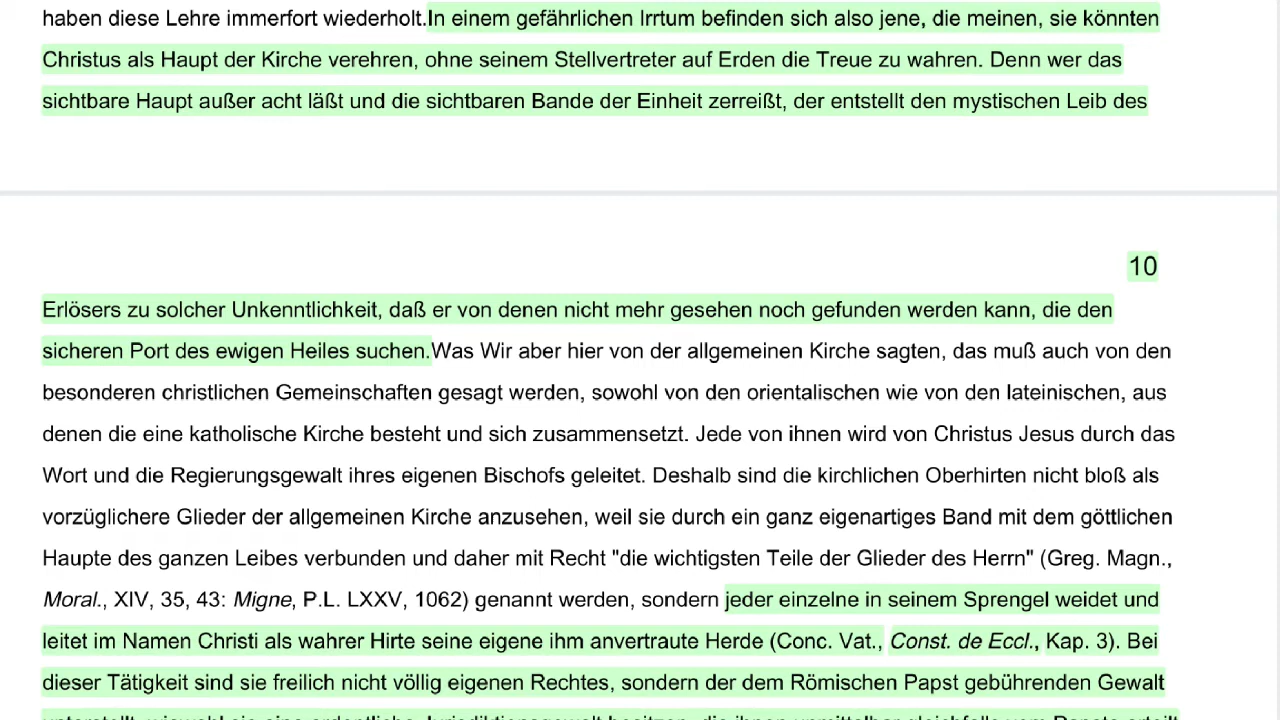 haben diese Lehre immerfort wiederholt.In einem gefährlichen Irrtum befinden sich also jene, die meinen, sie könnten
Christus als Haupt der Kirche verehren, ohne seinem Stellvertreter auf Erden die Treue zu wahren. Denn wer das
sichtbare Haupt außer acht läßt und die sichtbaren Bande der Einheit zerreißt, der entstellt den mystischen Leib des
10
Erlösers zu solcher Unkenntlichkeit, daß er von denen nicht mehr gesehen noch gefunden werden kann, die den
sicheren Port des ewigen Heiles suchen.Was Wir aber hier von der allgemeinen Kirche sagten, das muß auch von den
besonderen christlichen Gemeinschaften gesagt werden, sowohl von den orientalischen wie von den lateinischen, aus
denen die eine katholische Kirche besteht und sich zusammensetzt. Jede von ihnen wird von Christus Jesus durch das
Wort und die Regierungsgewalt ihres eigenen Bischofs geleitet. Deshalb sind die kirchlichen Oberhirten nicht bloß als
vorzüglichere Glieder der allgemeinen Kirche anzusehen, weil sie durch ein ganz eigenartiges Band mit dem göttlichen
Haupte des ganzen Leibes verbunden und daher mit Recht "die wichtigsten Teile der Glieder des Herrn" (Greg. Magn.,
Moral., XIV, 35, 43: Migne, P.L. LXXV, 1062) genannt werden, sondern jeder einzelne in seinem Sprengel weidet und
leitet im Namen Christi als wahrer Hirte seine eigene ihm anvertraute Herde (Conc. Vat., Const. de Eccl., Kap. 3). Bei
dieser Tätigkeit sind sie freilich nicht völlig eigenen Rechtes, sondern der dem Römischen Papst gebührenden Gewalt